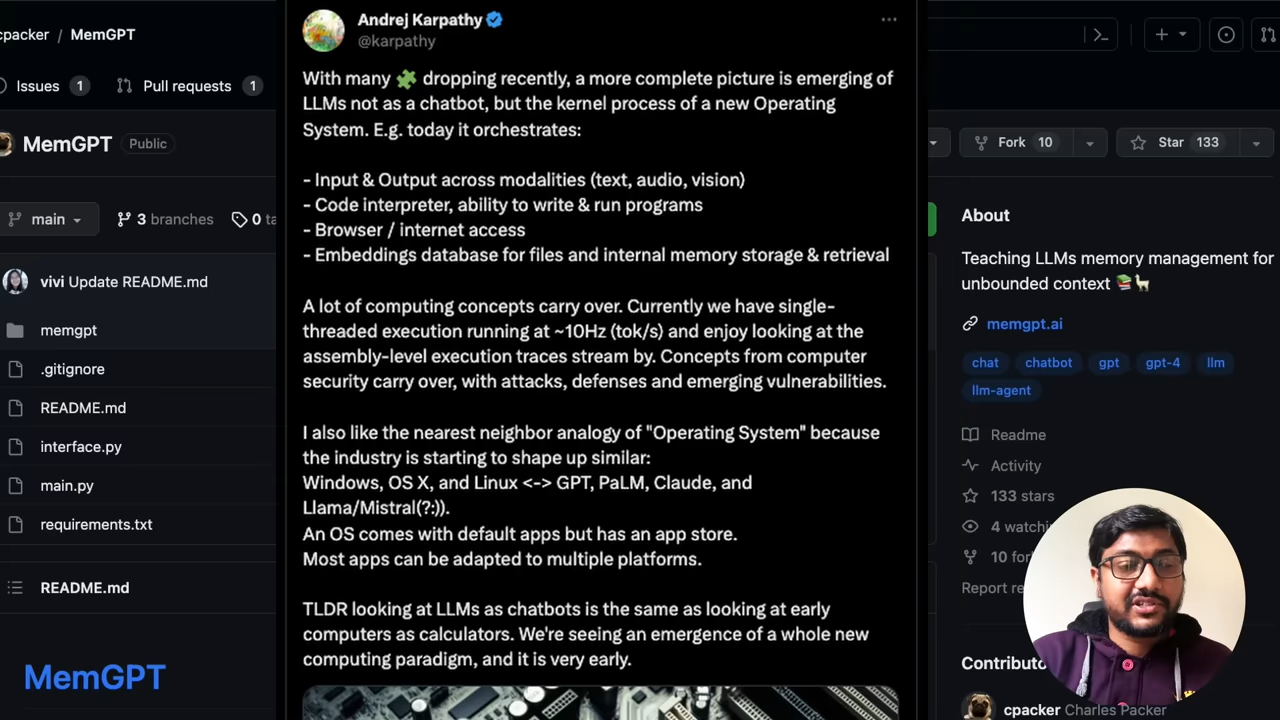 cpacker / MemGPT
Issues 1 Pull requests 1
MemGPT Public
main 3 branches 0
vivi Update README.md
memgpt
.gitignore
README.md
interface.py
main.py
requirements.txt
README.md
MemGPT
Andrej Karpathy
@karpathy
With many 🧩 dropping recently, a more complete picture is emerging of
LLMs not as a chatbot, but the kernel process of a new Operating
System. E.g. today it orchestrates:
- Input & Output across modalities (text, audio, vision)
- Code interpreter, ability to write & run programs
- Browser / internet access
- Embeddings database for files and internal memory storage & retrieval
A lot of computing concepts carry over. Currently we have single-
threaded execution running at ~10Hz (tok/s) and enjoy looking at the
assembly-level execution traces stream by. Concepts from computer
security carry over, with attacks, defenses and emerging vulnerabilities.
I also like the nearest neighbor analogy of "Operating System" because
the industry is starting to shape up similar:
Windows, OS X, and Linux <-> GPT, PaLM, Claude, and
Llama/Mistral(?:)).
An OS comes with default apps but has an app store.
Most apps can be adapted to multiple platforms.
TLDR looking at LLMs as chatbots is the same as looking at early
computers as calculators. We're seeing an emergence of a whole new
computing paradigm, and it is very early.
Fork 10 Star 133
About
Teaching LLMs memory management for
unbounded context 📚🦙
memgpt.ai
chat chatbot gpt gpt-4 llm
llm-agent
Readme
Activity
133 stars
4
10
Report
cpacker Charles Packer